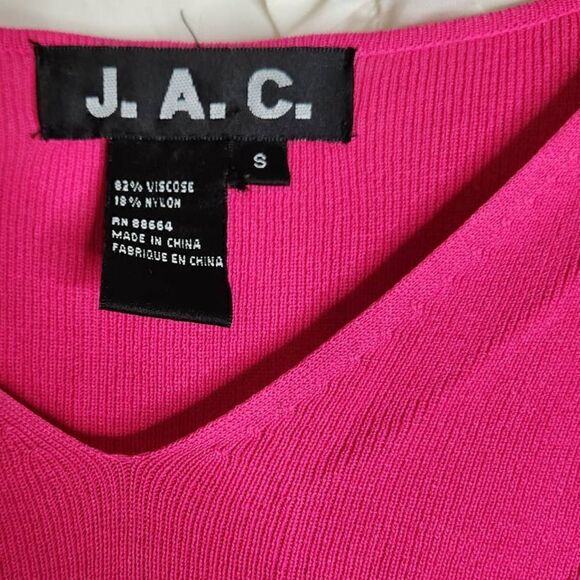 J. A. C.
S
82% VISCOSE
18% NYLON
RN 88664
MADE IN CHINA
FABRIQUE EN CHINA